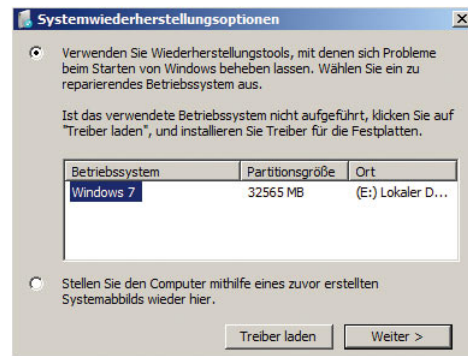 Systemwiederherstellungsoptionen
Verwenden Sie Wiederherstellungstools, mit denen sich Probleme
beim Starten von Windows beheben lassen. Wählen Sie ein zu
reparierendes Betriebssystem aus.
Ist das verwendete Betriebssystem nicht aufgeführt, klicken Sie auf
"Treiber laden", und installieren Sie Treiber für die Festplatten.
Betriebssystem Partitionsgröße Ort
Windows 7 32565 MB (E:) Lokaler D...
Stellen Sie den Computer mithilfe eines zuvor erstellten
Systemabbilds wieder her.
Treiber laden Weiter >